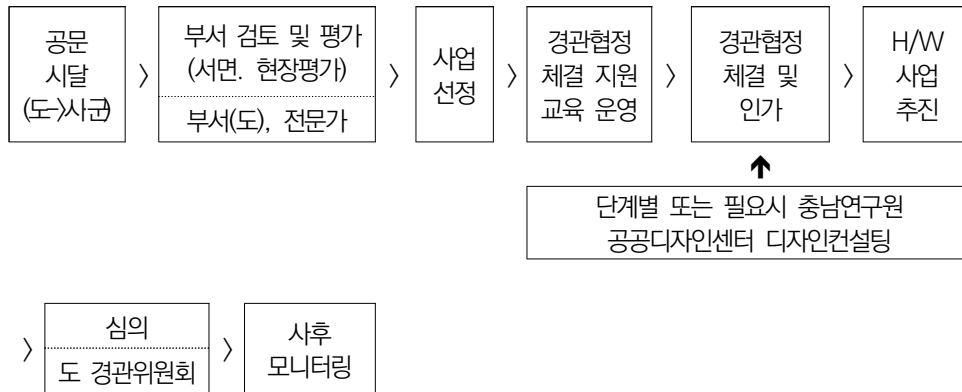 공문
시달
(도->시군)
〉
부서 검토 및 평가
(서면. 현장평가)
부서(도), 전문가
〉
사업
선정
〉
경관협정
체결 지원
교육 운영
〉
경관협정
체결 및
인가
〉
H/W
사업
추진
단계별 또는 필요시 충남연구원
공공디자인센터 디자인컨설팅
〉
심의
도 경관위원회
〉
사후
모니터링